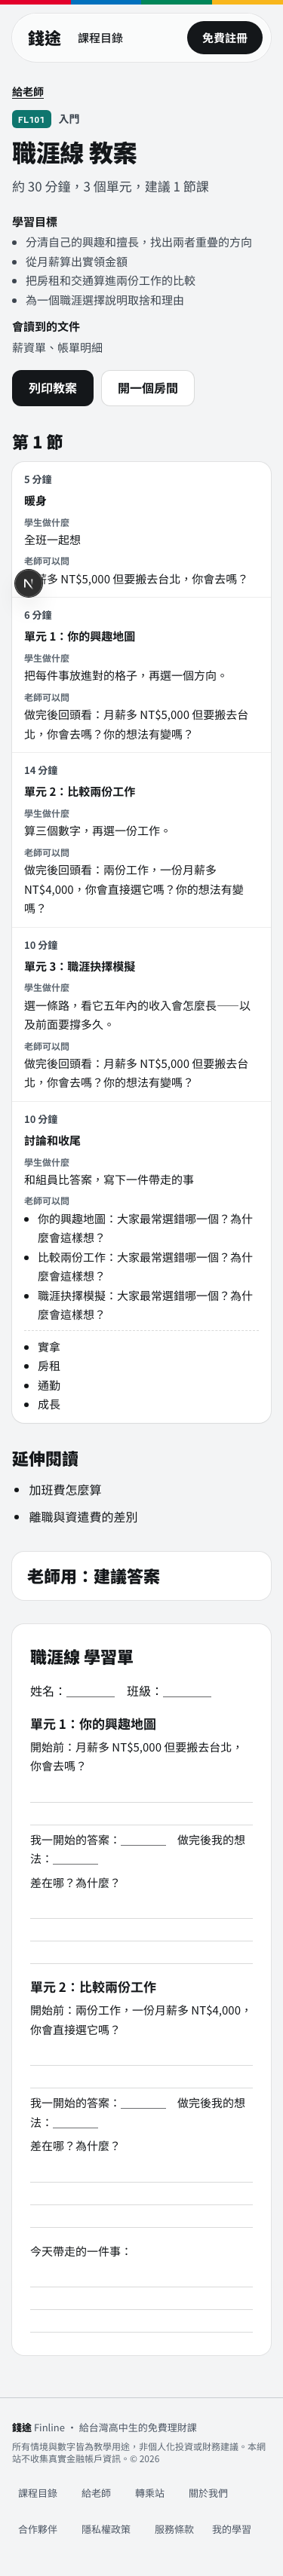 錢途
課程目錄
免費註冊
給老師
FL101
入門
職涯線 教案
約 30 分鐘，3 個單元，建議 1 節課
學習目標
分清自己的興趣和擅長，找出兩者重疊的方向
從月薪算出實領金額
把房租和交通算進兩份工作的比較
為一個職涯選擇說明取捨和理由
會讀到的文件
薪資單、帳單明細
列印教案
開一個房間
第 1 節
5 分鐘
暖身
學生做什麼
全班一起想
老師可以問
薪多 NT$5,000 但要搬去台北，你會去嗎？
6 分鐘
單元 1：你的興趣地圖
學生做什麼
把每件事放進對的格子，再選一個方向。
老師可以問
做完後回頭看：月薪多 NT$5,000 但要搬去台
北，你會去嗎？你的想法有變嗎？
14 分鐘
單元 2：比較兩份工作
學生做什麼
算三個數字，再選一份工作。
老師可以問
做完後回頭看：兩份工作，一份月薪多
NT$4,000，你會直接選它嗎？你的想法有變
嗎？
10 分鐘
單元 3：職涯抉擇模擬
學生做什麼
選一條路，看它五年內的收入會怎麼長——以
及前面要撐多久。
老師可以問
做完後回頭看：月薪多 NT$5,000 但要搬去台
北，你會去嗎？你的想法有變嗎？
10 分鐘
討論和收尾
學生做什麼
和組員比答案，寫下一件帶走的事
老師可以問
你的興趣地圖：大家最常選錯哪一個？為什
麼會這樣想？
比較兩份工作：大家最常選錯哪一個？為什
麼會這樣想？
職涯抉擇模擬：大家最常選錯哪一個？為什
麼會這樣想？
實拿
房租
通勤
成長
延伸閱讀
加班費怎麼算
離職與資遣費的差別
老師用：建議答案
職涯線 學習單
姓名：________ 班級：________
單元 1：你的興趣地圖
開始前：月薪多 NT$5,000 但要搬去台北，
你會去嗎？
我一開始的答案：________ 做完後我的想
法：________
差在哪？為什麼？
單元 2：比較兩份工作
開始前：兩份工作，一份月薪多 NT$4,000，
你會直接選它嗎？
我一開始的答案：________ 做完後我的想
法：________
差在哪？為什麼？
今天帶走的一件事：
錢途 Finline · 給台灣高中生的免費理財課
所有情境與數字皆為教學用途，非個人化投資或財務建議。本網
站不收集真實金融帳戶資訊。© 2026
課程目錄 給老師 轉乘站 關於我們
合作夥伴 隱私權政策 服務條款 我的學習